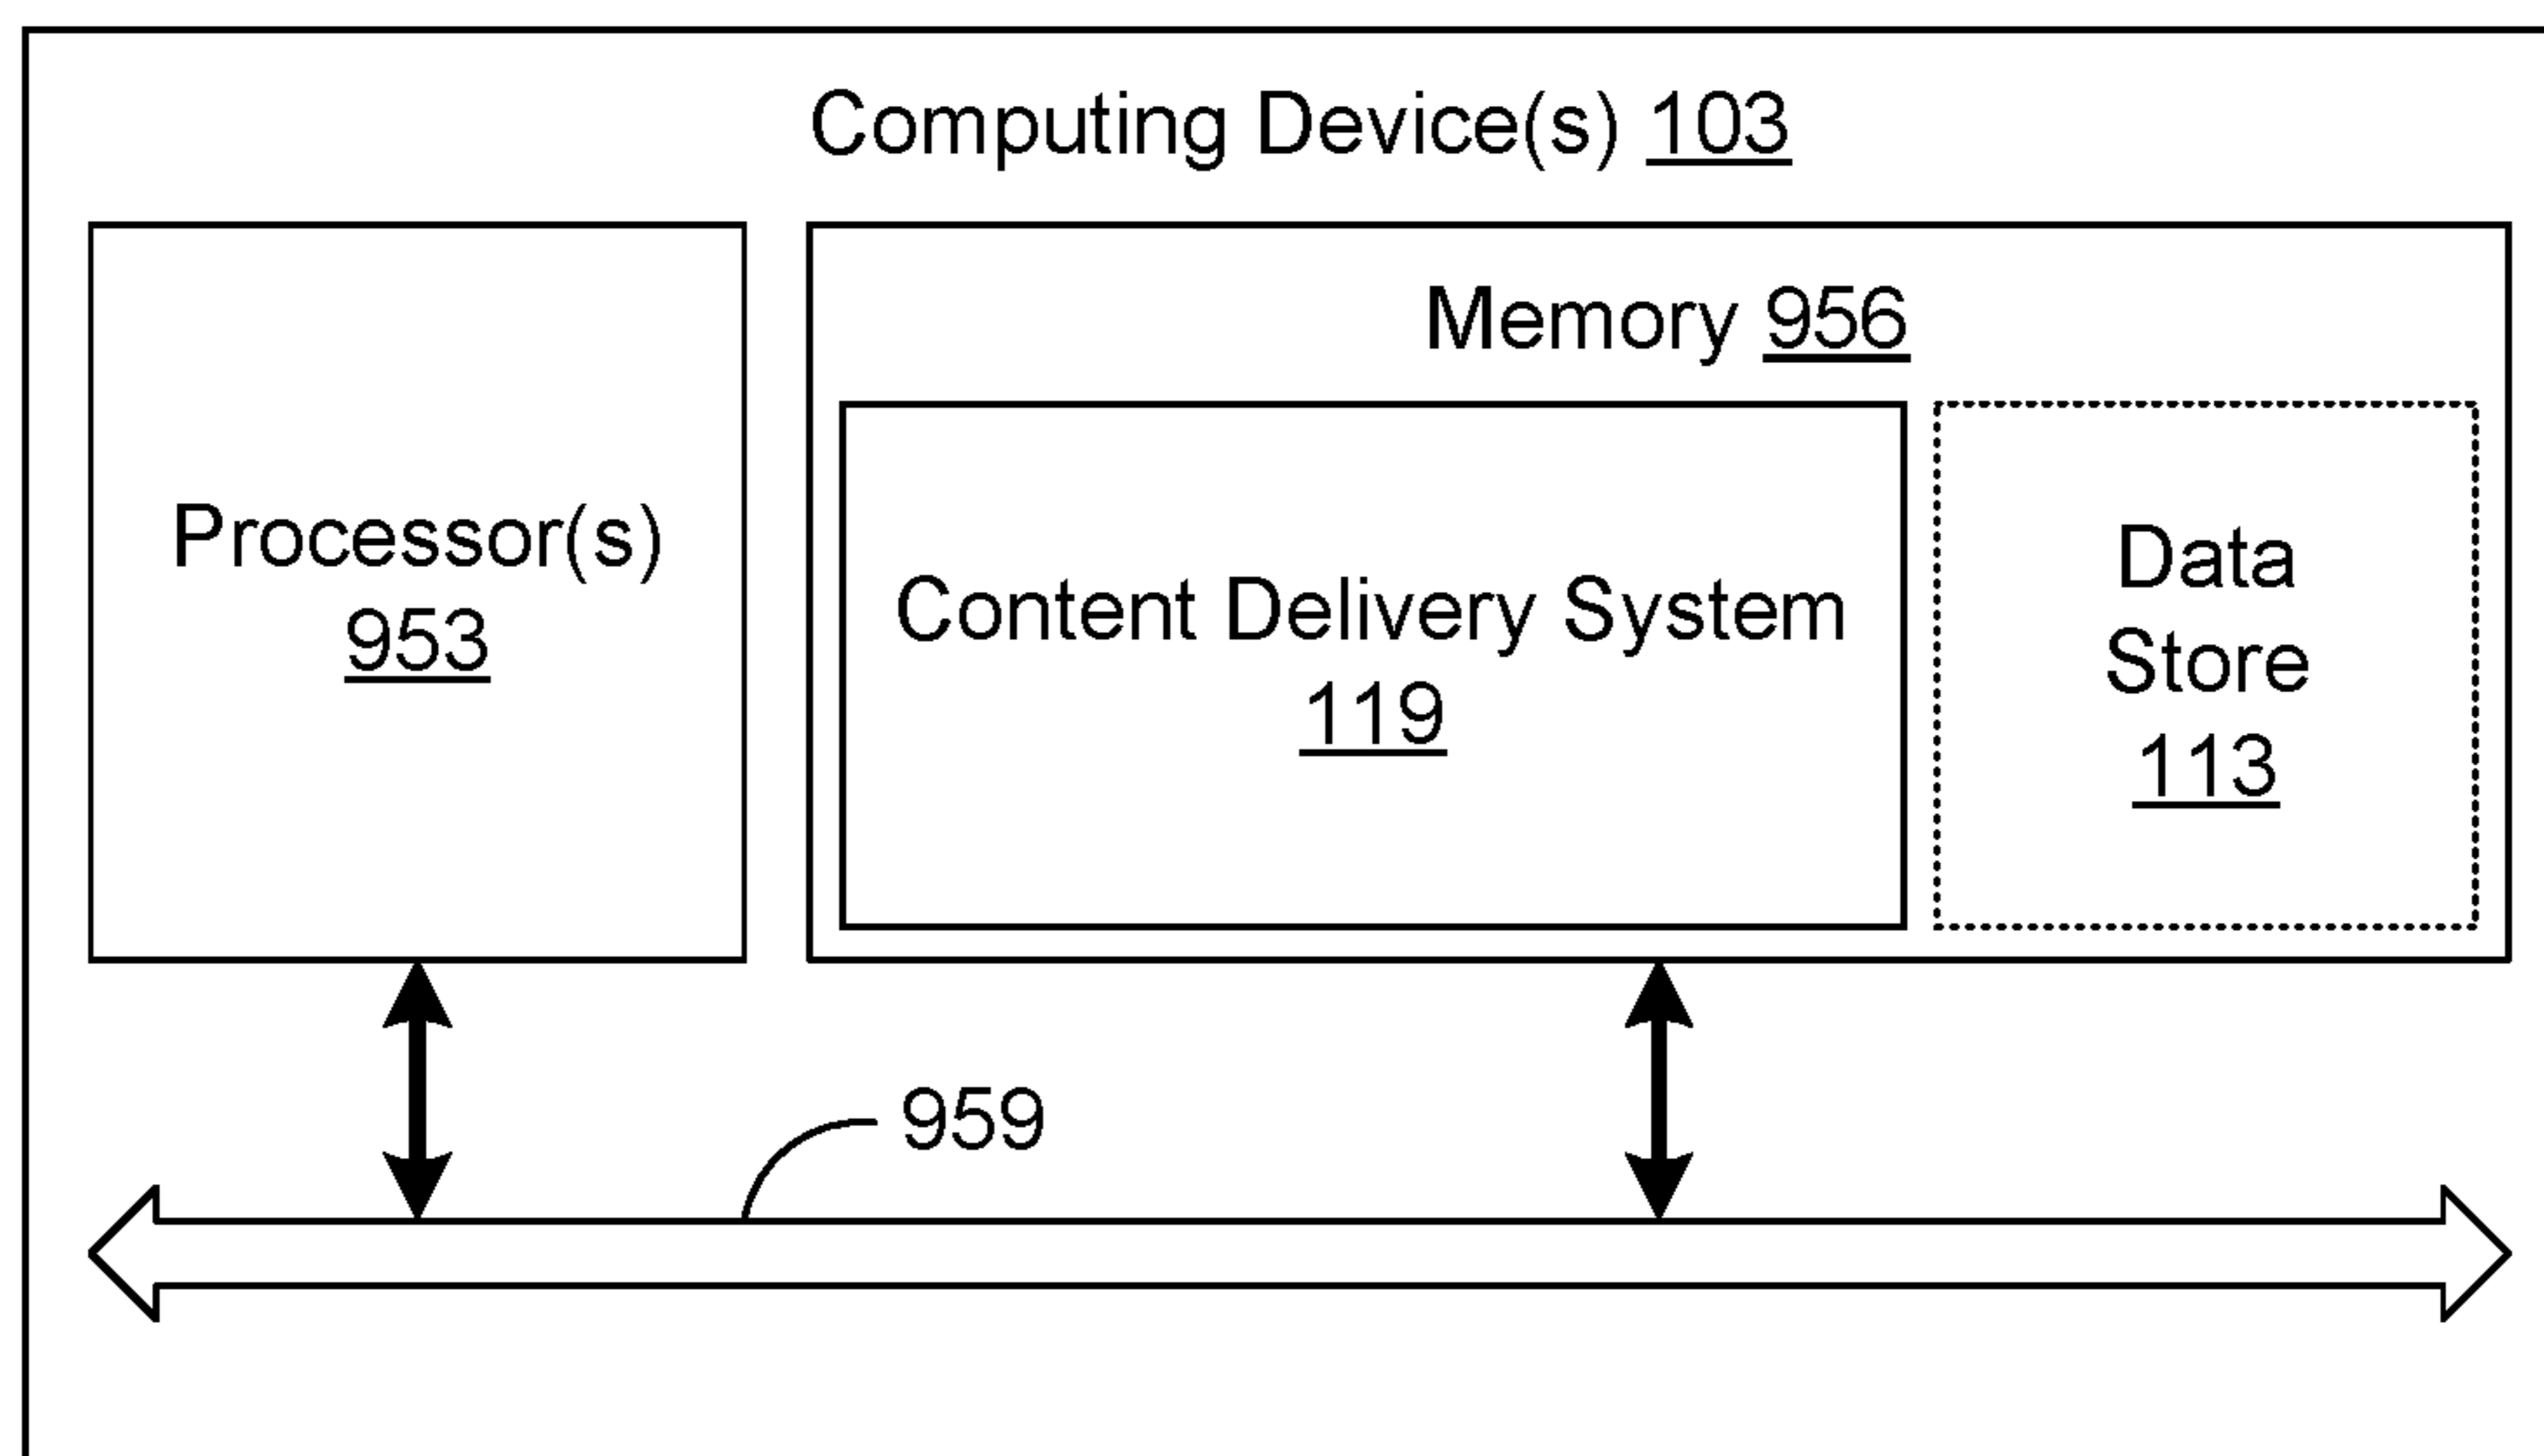 Computing Device(s) 103
Processor(s)
953
Memory 956
Content Delivery System
119
Data
Store
113
959